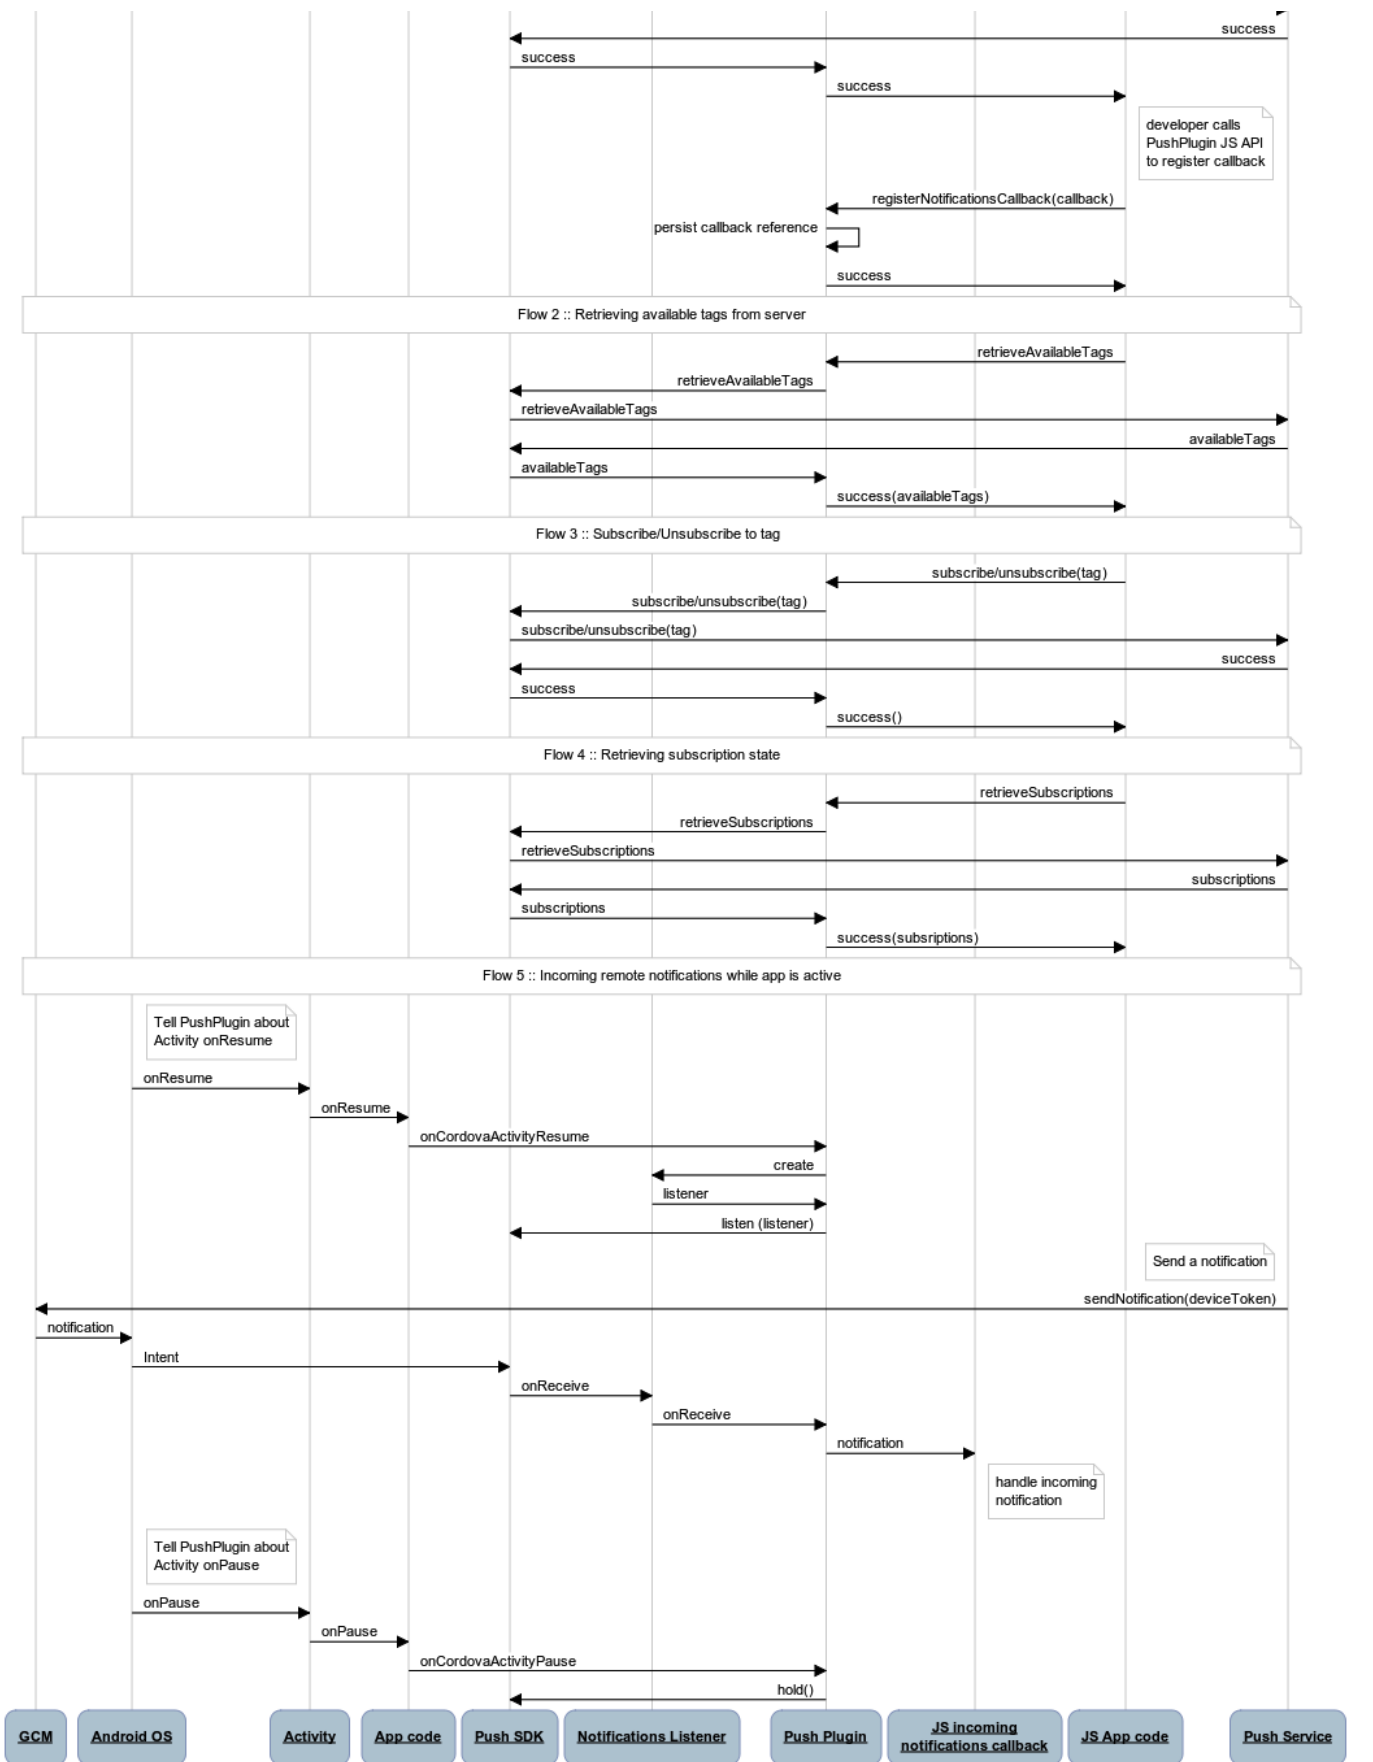 success
success
success
developer calls
PushPlugin JS API
to register callback
registerNotificationsCallback(callback)
persist callback reference
success
Flow 2 :: Retrieving available tags from server
retrieveAvailableTags
retrieveAvailableTags
retrieveAvailableTags
availableTags
availableTags
success(availableTags)
Flow 3 :: Subscribe/Unsubscribe to tag
subscribe/unsubscribe(tag)
subscribe/unsubscribe(tag)
subscribe/unsubscribe(tag)
success
success
success()
Flow 4 :: Retrieving subscription state
retrieveSubscriptions
retrieveSubscriptions
retrieveSubscriptions
subscriptions
subscriptions
success(subsriptions)
Flow 5 :: Incoming remote notifications while app is active
Tell PushPlugin about
Activity onResume
onResume
onResume
onCordovaActivityResume
create
listener
listen (listener)
Send a notification
sendNotification(deviceToken)
notification
Intent
onReceive
onReceive
notification
handle incoming
notification
Tell PushPlugin about
Activity onPause
onPause
onPause
onCordovaActivityPause
hold()
GCM
Android OS
Activity
App code
Push SDK
Notifications Listener
Push Plugin
JS incoming
notifications callback
JS App code
Push Service